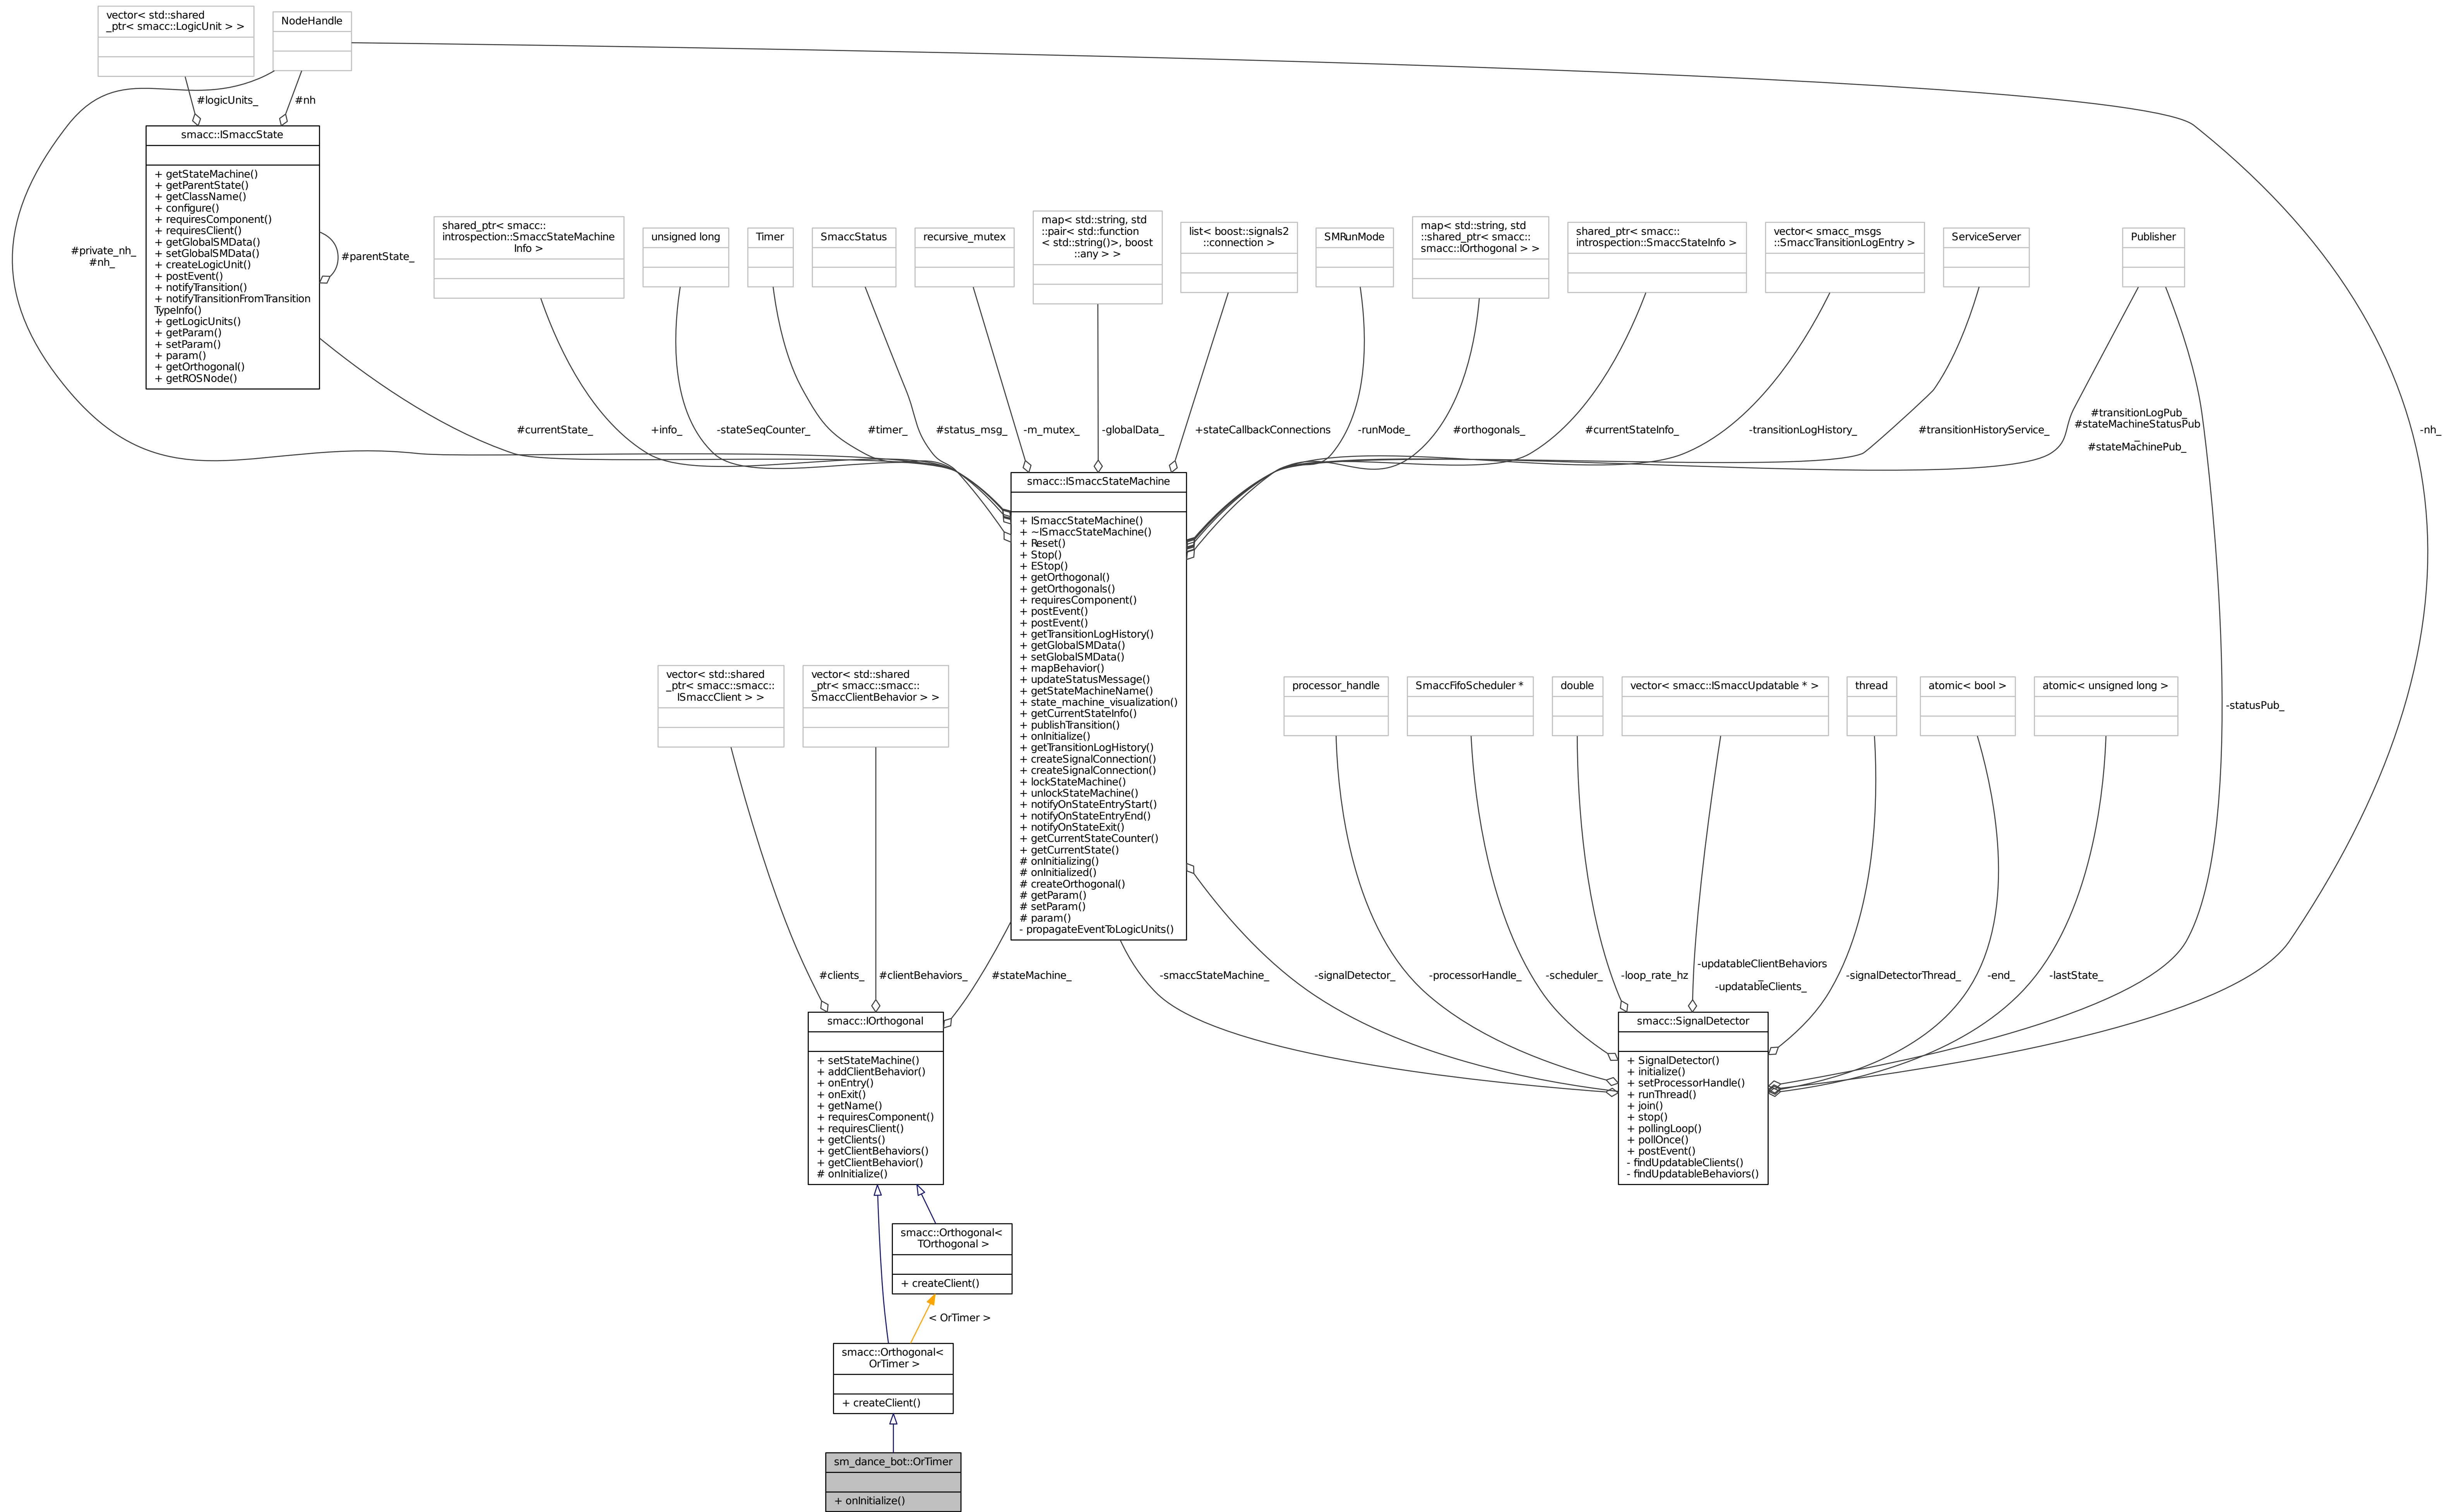 vector< std::shared
_ptr< smacc::LogicUnit > >
NodeHandle
#logicUnits_
#nh
smacc::ISmaccState
+ getStateMachine()
+ getParentState()
+ getClassName()
+ configure()
+ requiresComponent()
+ requiresClient()
+ getGlobalSMData()
+ setGlobalSMData()
+ createLogicUnit()
+ postEvent()
+ notifyTransition()
+ notifyTransitionFromTransition
TypeInfo()
+ getLogicUnits()
+ getParam()
+ setParam()
+ param()
+ getOrthogonal()
+ getROSNode()
#private_nh_
#nh_
#parentState_
shared_ptr< smacc::
introspection::SmaccStateMachine
Info >
unsigned long
Timer
SmaccStatus
recursive_mutex
map< std::string, std
::pair< std::function
< std::string()>, boost
::any > >
list< boost::signals2
::connection >
SMRunMode
map< std::string, std
::shared_ptr< smacc::
smacc::IOrthogonal > >
shared_ptr< smacc::
introspection::SmaccStateInfo >
vector< smacc_msgs
::SmaccTransitionLogEntry >
ServiceServer
Publisher
#currentState_
+info_
-stateSeqCounter_
#timer_
#status_msg_
-m_mutex_
-globalData_
+stateCallbackConnections
-runMode_
#orthogonals_
#currentStateInfo_
-transitionLogHistory_
#transitionHistoryService_
#transitionLogPub_
#stateMachineStatusPub
_
#stateMachinePub_
-nh_
smacc::ISmaccStateMachine
+ ISmaccStateMachine()
+ ~ISmaccStateMachine()
+ Reset()
+ Stop()
+ EStop()
+ getOrthogonal()
+ getOrthogonals()
+ requiresComponent()
+ postEvent()
+ postEvent()
+ getTransitionLogHistory()
+ getGlobalSMData()
+ setGlobalSMData()
+ mapBehavior()
+ updateStatusMessage()
+ getStateMachineName()
+ state_machine_visualization()
+ getCurrentStateInfo()
+ publishTransition()
+ onInitialize()
+ getTransitionLogHistory()
+ createSignalConnection()
+ createSignalConnection()
+ lockStateMachine()
+ unlockStateMachine()
+ notifyOnStateEntryStart()
+ notifyOnStateEntryEnd()
+ notifyOnStateExit()
+ getCurrentStateCounter()
+ getCurrentState()
# onInitializing()
# onInitialized()
# createOrthogonal()
# getParam()
# setParam()
# param()
- propagateEventToLogicUnits()
vector< std::shared
_ptr< smacc::smacc::
ISmaccClient > >
vector< std::shared
_ptr< smacc::smacc::
SmaccClientBehavior > >
processor_handle
SmaccFifoScheduler *
double
vector< smacc::ISmaccUpdatable * >
thread
atomic< bool >
atomic< unsigned long >
-statusPub_
#clients_
#clientBehaviors_
#stateMachine_
-smaccStateMachine_
-signalDetector_
-processorHandle_
-scheduler_
-loop_rate_hz
-updatableClientBehaviors
_
-updatableClients_
-signalDetectorThread_
-end_
-lastState_
smacc::IOrthogonal
+ setStateMachine()
+ addClientBehavior()
+ onEntry()
+ onExit()
+ getName()
+ requiresComponent()
+ requiresClient()
+ getClients()
+ getClientBehaviors()
+ getClientBehavior()
# onInitialize()
smacc::SignalDetector
+ SignalDetector()
+ initialize()
+ setProcessorHandle()
+ runThread()
+ join()
+ stop()
+ pollingLoop()
+ pollOnce()
+ postEvent()
- findUpdatableClients()
- findUpdatableBehaviors()
smacc::Orthogonal<
TOrthogonal >
+ createClient()
< OrTimer >
smacc::Orthogonal<
OrTimer >
+ createClient()
sm_dance_bot::OrTimer
+ onInitialize()